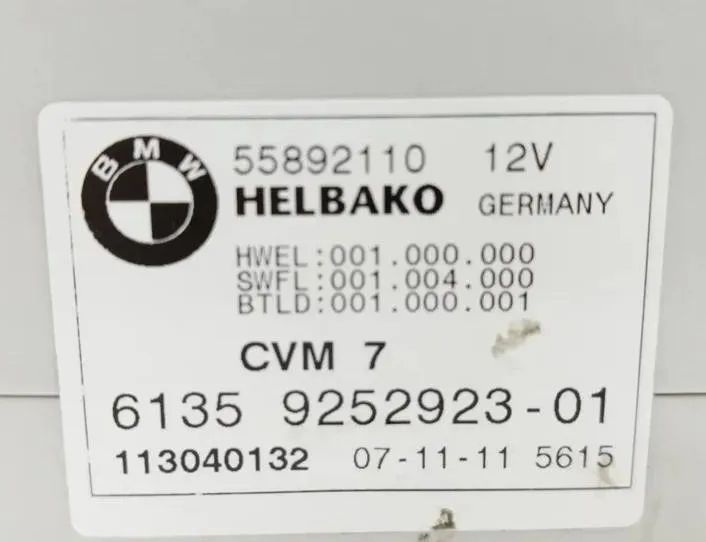 BMW
55892110 12V
HELBAKO GERMANY
HWEL:001.000.000
SWFL:001.004.000
BTLD:001.000.001
CVM 7
6135 9252923-01
113040132 07-11-11 5615